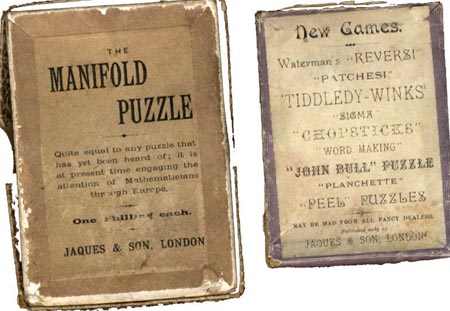 THE
MANIFOLD
PUZZLE
Quite equal to any puzzle that
has yet been heard of; it is
at present time engaging the
attention of Mathematicians
through Europe.
One Shilling each.
JAQUES & SON, LONDON
New Games.
Waterman's "REVERSI"
"PATCHESI"
"TIDDLEDY-WINKS"
"SIGMA"
"CHOPSTICKS"
"WORD MAKING"
"JOHN BULL" PUZZLE
"PLANCHETTE"
"PEEL" PUZZLES
MAY BE HAD FROM ALL FANCY DEALERS.
Published only by
JAQUES & SON, LONDON